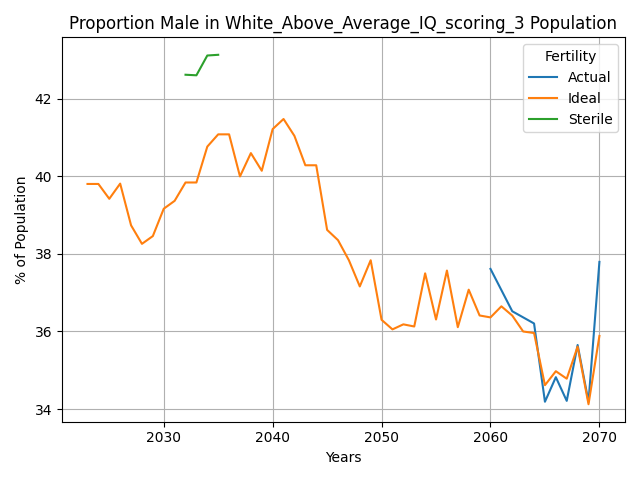 Proportion Male in White_Above_Average_IQ_scoring_3 Population
Fertility
Actual
Ideal
Sterile
% of Population
42
40
38
36
34
2030 2040 2050 2060 2070
Years